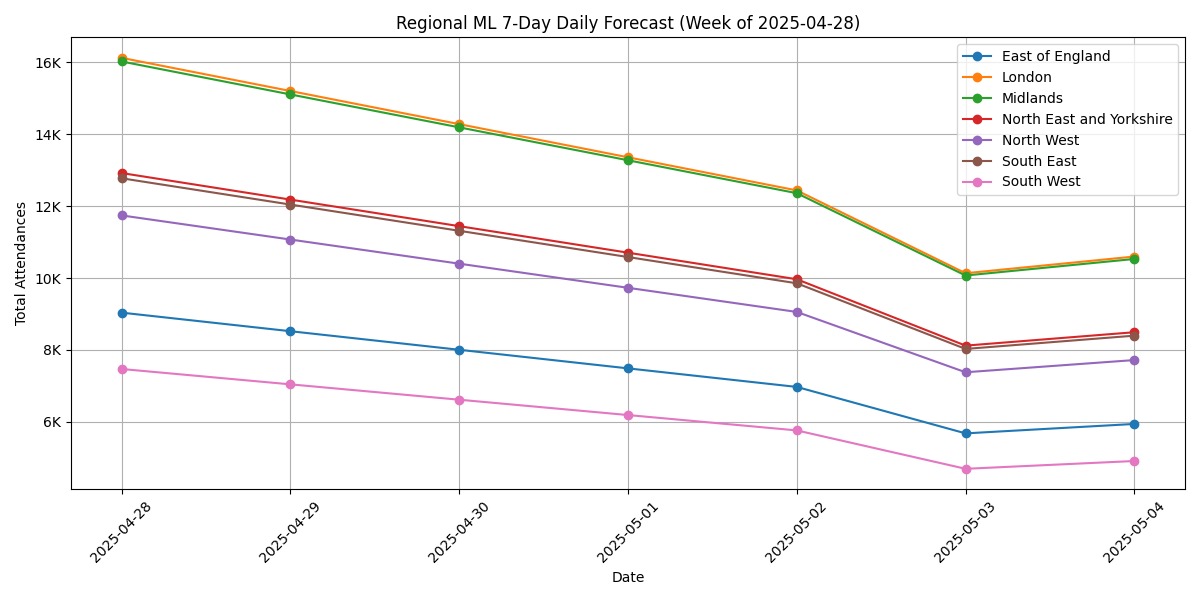 Regional ML 7-Day Daily Forecast (Week of 2025-04-28)
East of England
London
Midlands
North East and Yorkshire
North West
South East
South West
Total Attendances
16K
14K
12K
10K
8K
6K
2025-04-28
2025-04-29
2025-04-30
2025-05-01
2025-05-02
2025-05-03
2025-05-04
Date